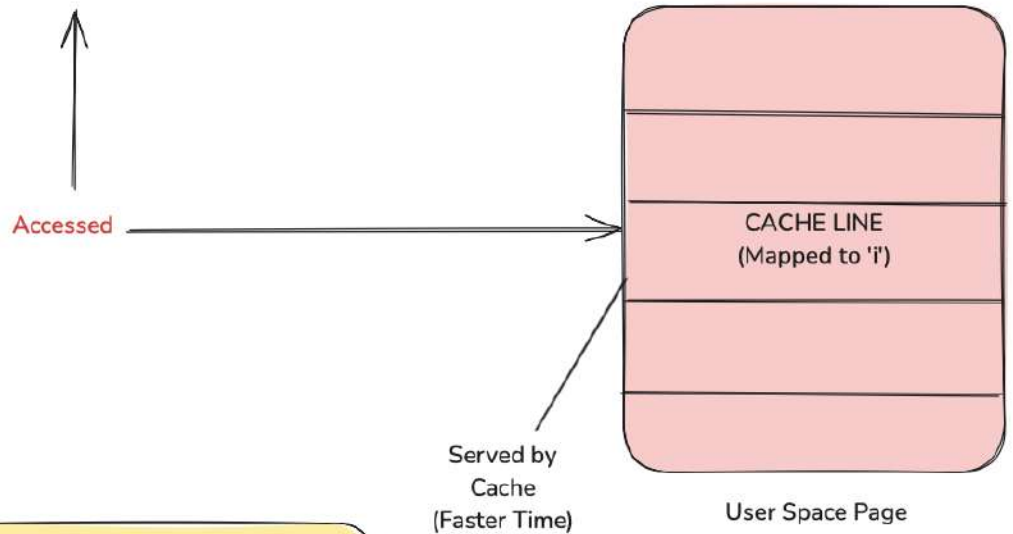 Accessed
CACHE LINE
(Mapped to 'i')
Served by
Cache
(Faster Time)
User Space Page